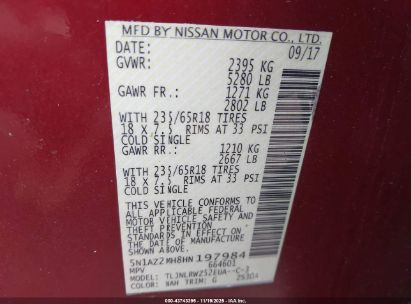 MFD BY NISSAN MOTOR CO., LTD.
DATE: 09/17
GVWR: 2395 KG
5280 LB
GAWR FR.: 1271 KG
2802 LB
WITH 235/65R18 TIRES
18 X 7.5 RIMS AT 33 PSI
COLD SINGLE
GAWR RR.: 1210 KG
2667 LB
WITH 235/65R18 TIRES
18 X 7.5 RIMS AT 33 PSI
COLD SINGLE
THIS VEHICLE CONFORMS TO
ALL APPLICABLE FEDERAL
MOTOR VEHICLE SAFETY AND
THEFT PREVENTION
STANDARDS IN EFFECT ON
THE DATE OF MANUFACTURE
SHOWN ABOVE.
5N1AZ2MH8HN197984
MPV 664601
COLOR: NAH TRIM: G